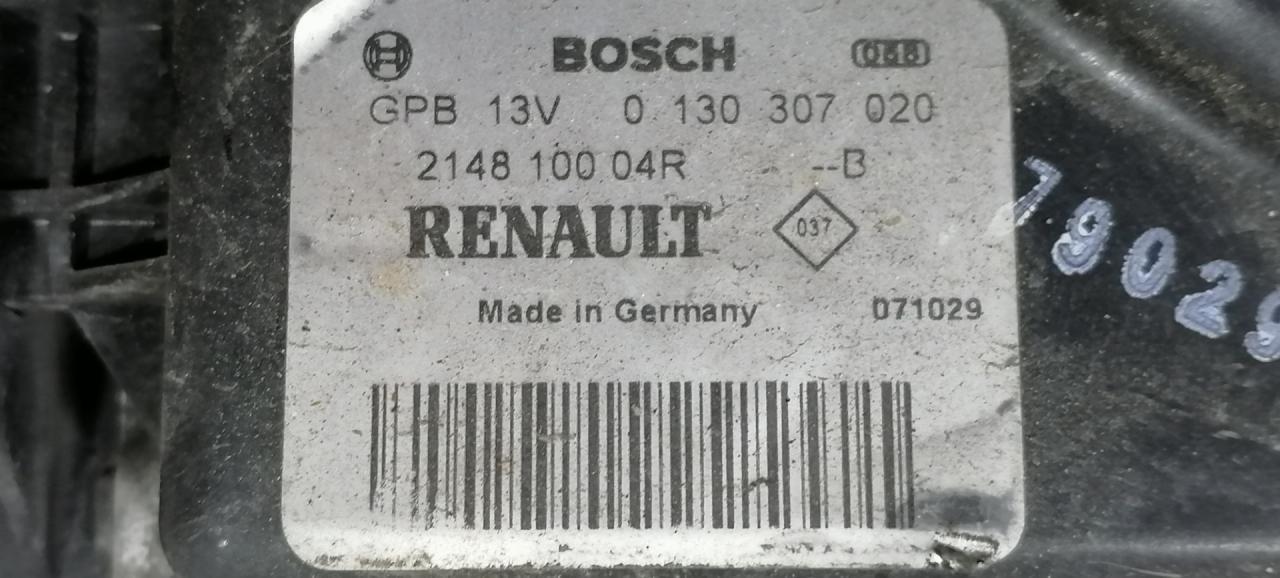 BOSCH
GPB 13V 0 130 307 020
2148 100 04R --B
RENAULT 037
Made in Germany 071029